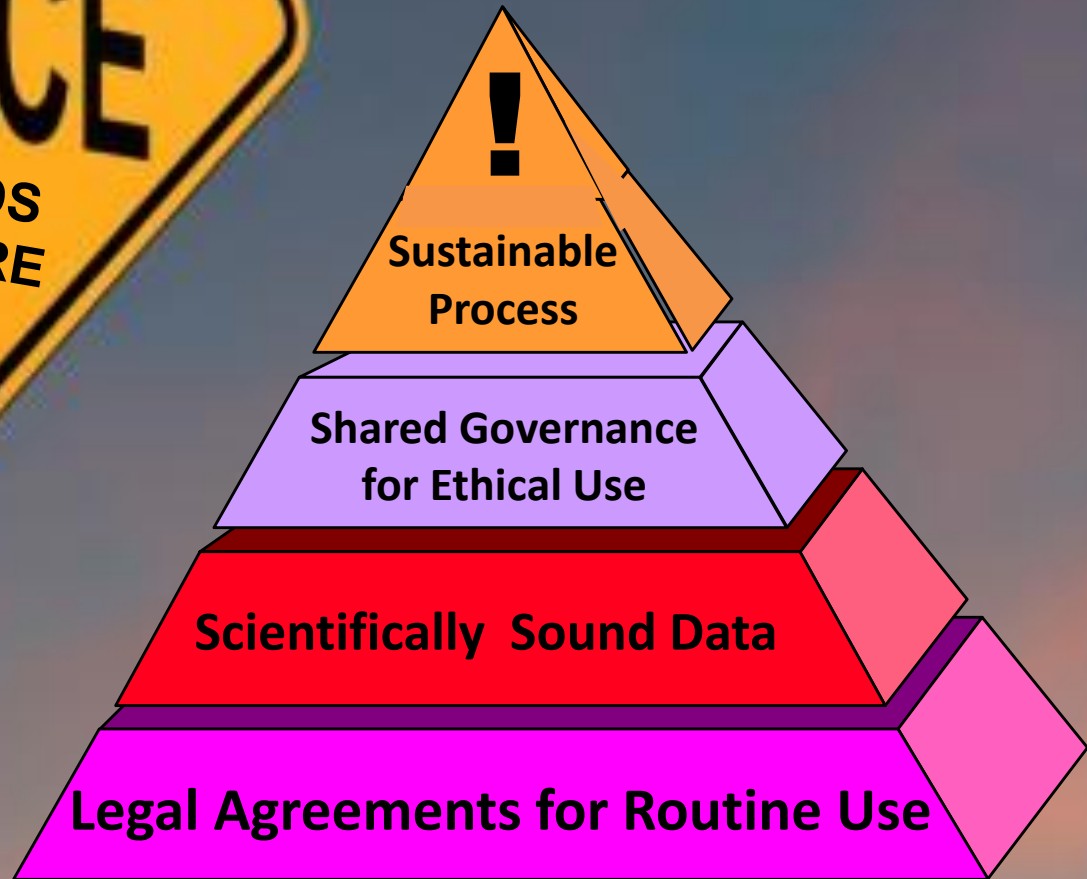 !
Sustainable
Process
Shared Governance
for Ethical Use
Scientifically Sound Data
Legal Agreements for Routine Use